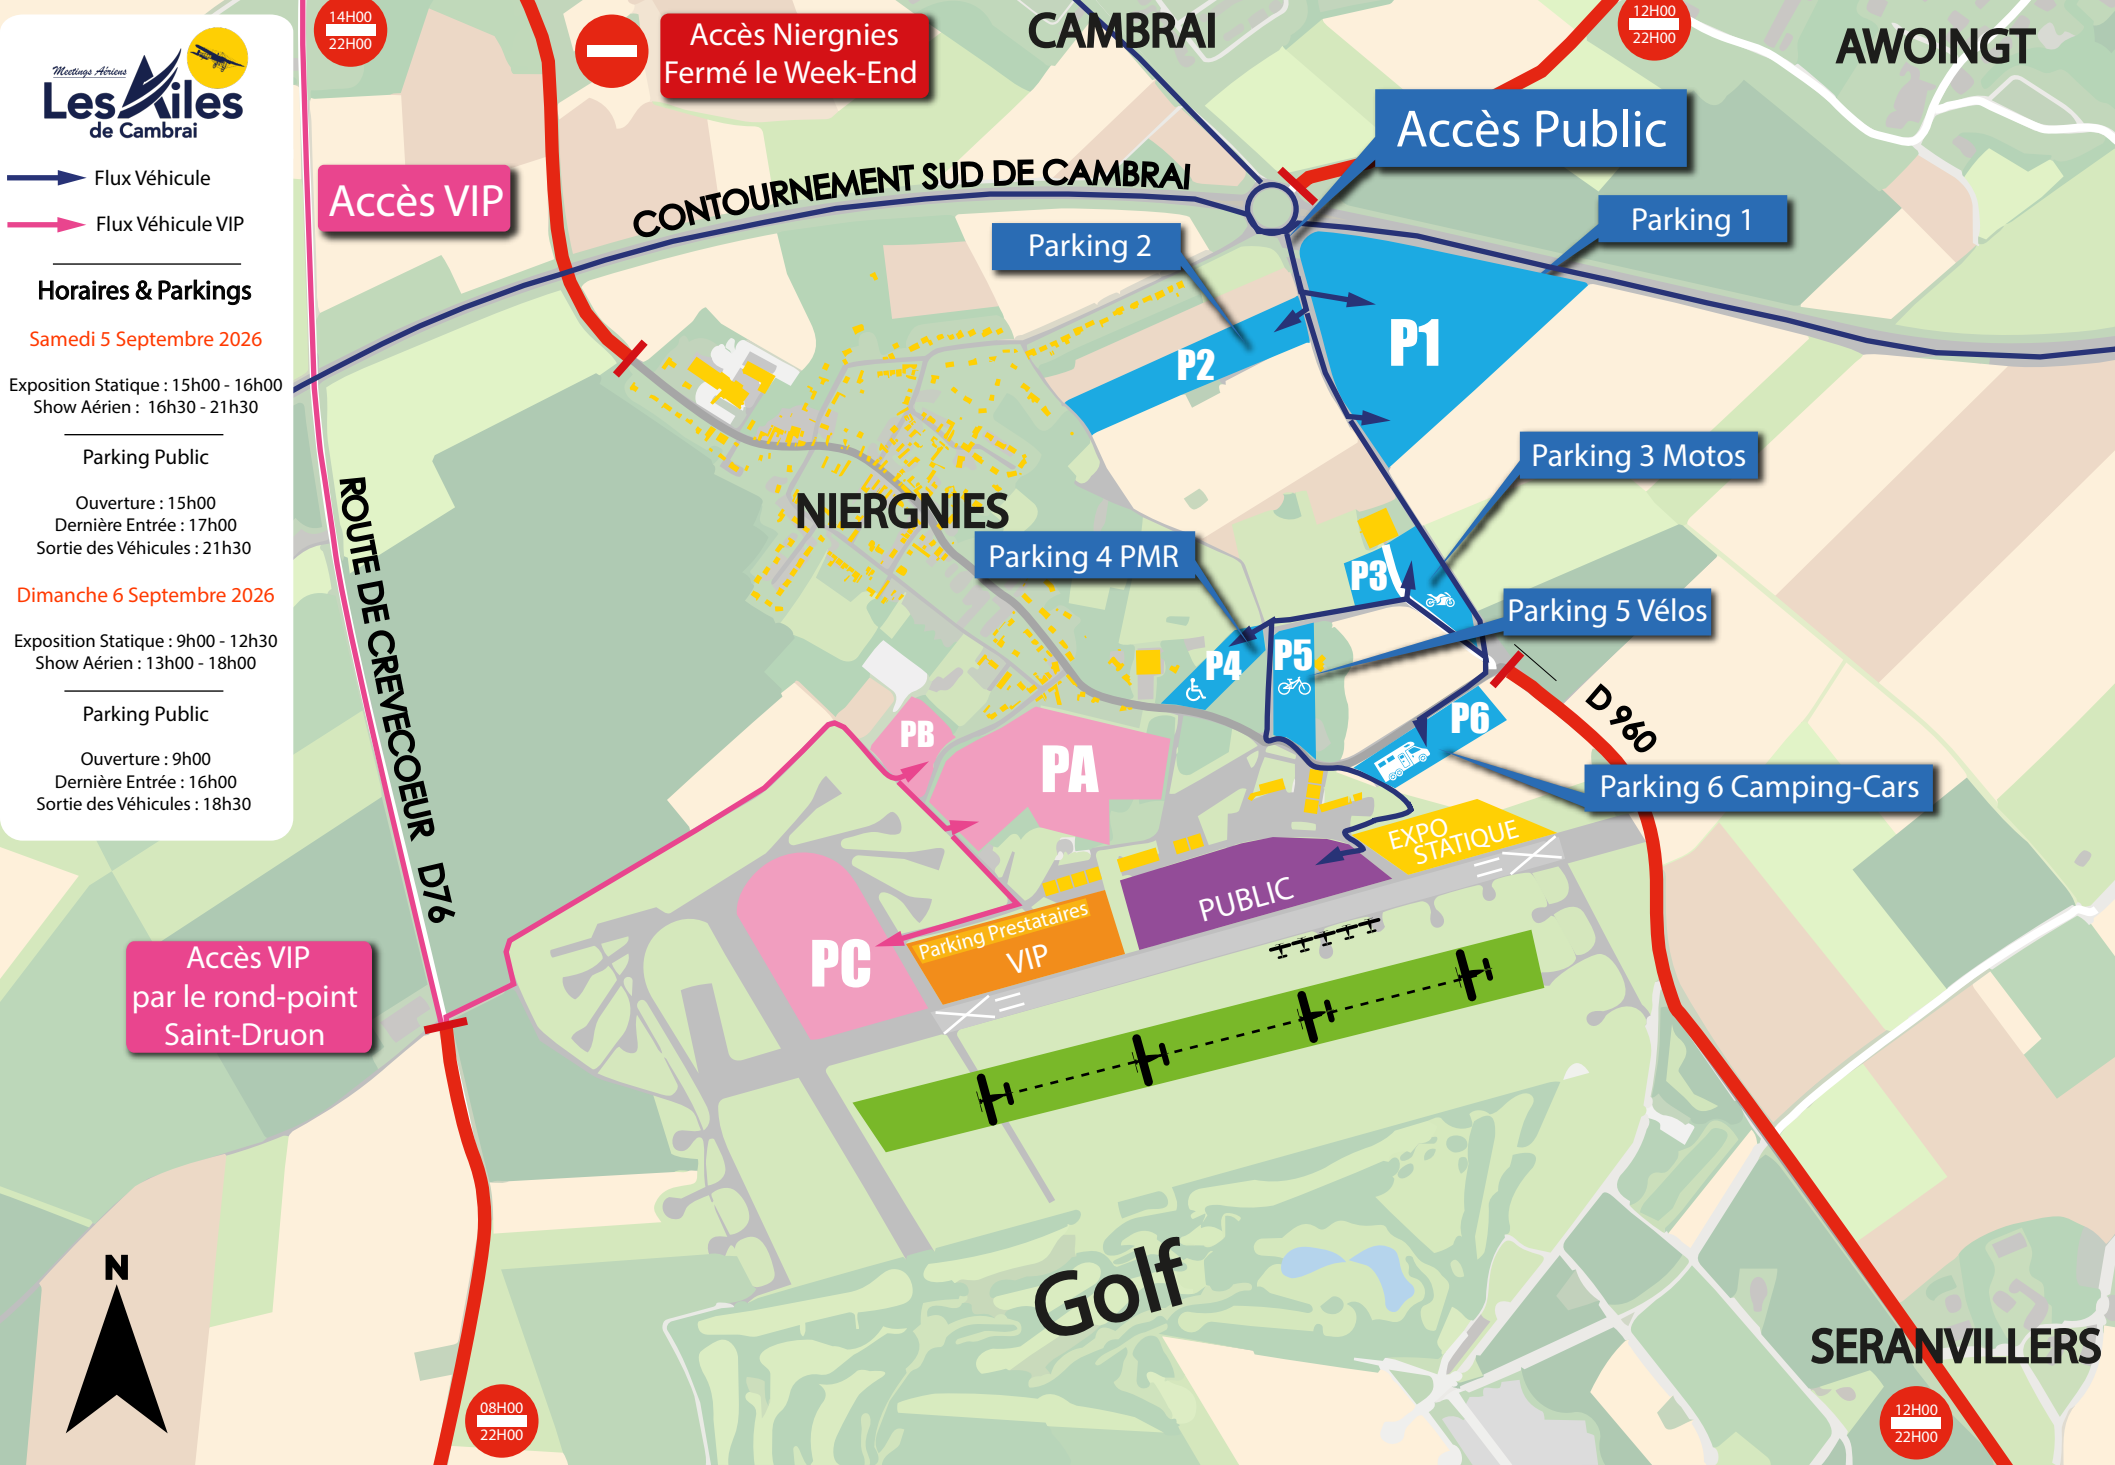 Meetings Aériens
Les Ailes
de Cambrai
Flux Véhicule
Flux Véhicule VIP
Horaires & Parkings
Samedi 5 Septembre 2026
Exposition Statique : 15h00 - 16h00
Show Aérien : 16h30 - 21h30
Parking Public
Ouverture : 15h00
Dernière Entrée : 17h00
Sortie des Véhicules : 21h30
Dimanche 6 Septembre 2026
Exposition Statique : 9h00 - 12h30
Show Aérien : 13h00 - 18h00
Parking Public
Ouverture : 9h00
Dernière Entrée : 16h00
Sortie des Véhicules : 18h30
14H00
22H00
Accès Niergnies
Fermé le Week-End
CAMBRAI
12H00
22H00
AWOINGT
Accès Public
Accès VIP
CONTOURNEMENT SUD DE CAMBRAI
Parking 1
Parking 2
P1
P2
Parking 3 Motos
ROUTE DE CREVECOEUR D76
NIERGNIES
Parking 4 PMR
P3
Parking 5 Vélos
P4
P5
P6
D 960
PB
PA
Parking 6 Camping-Cars
EXPO
STATIQUE
PUBLIC
Parking Prestataires
VIP
PC
Accès VIP
par le rond-point
Saint-Druon
N
Golf
SERANVILLERS
08H00
22H00
12H00
22H00